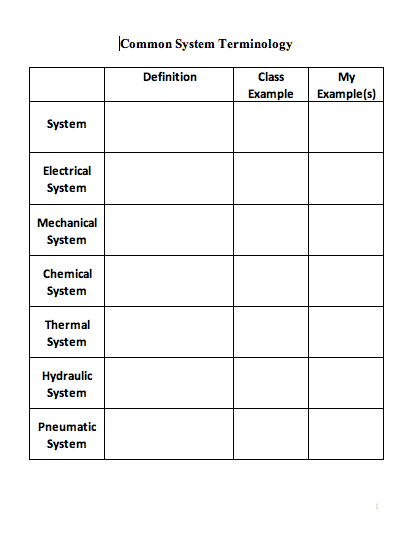 Common System Terminology
Definition
Class
Example
My
Example(s)
System
Electrical
System
Mechanical
System
Chemical
System
Thermal
System
Hydraulic
System
Pneumatic
System
1